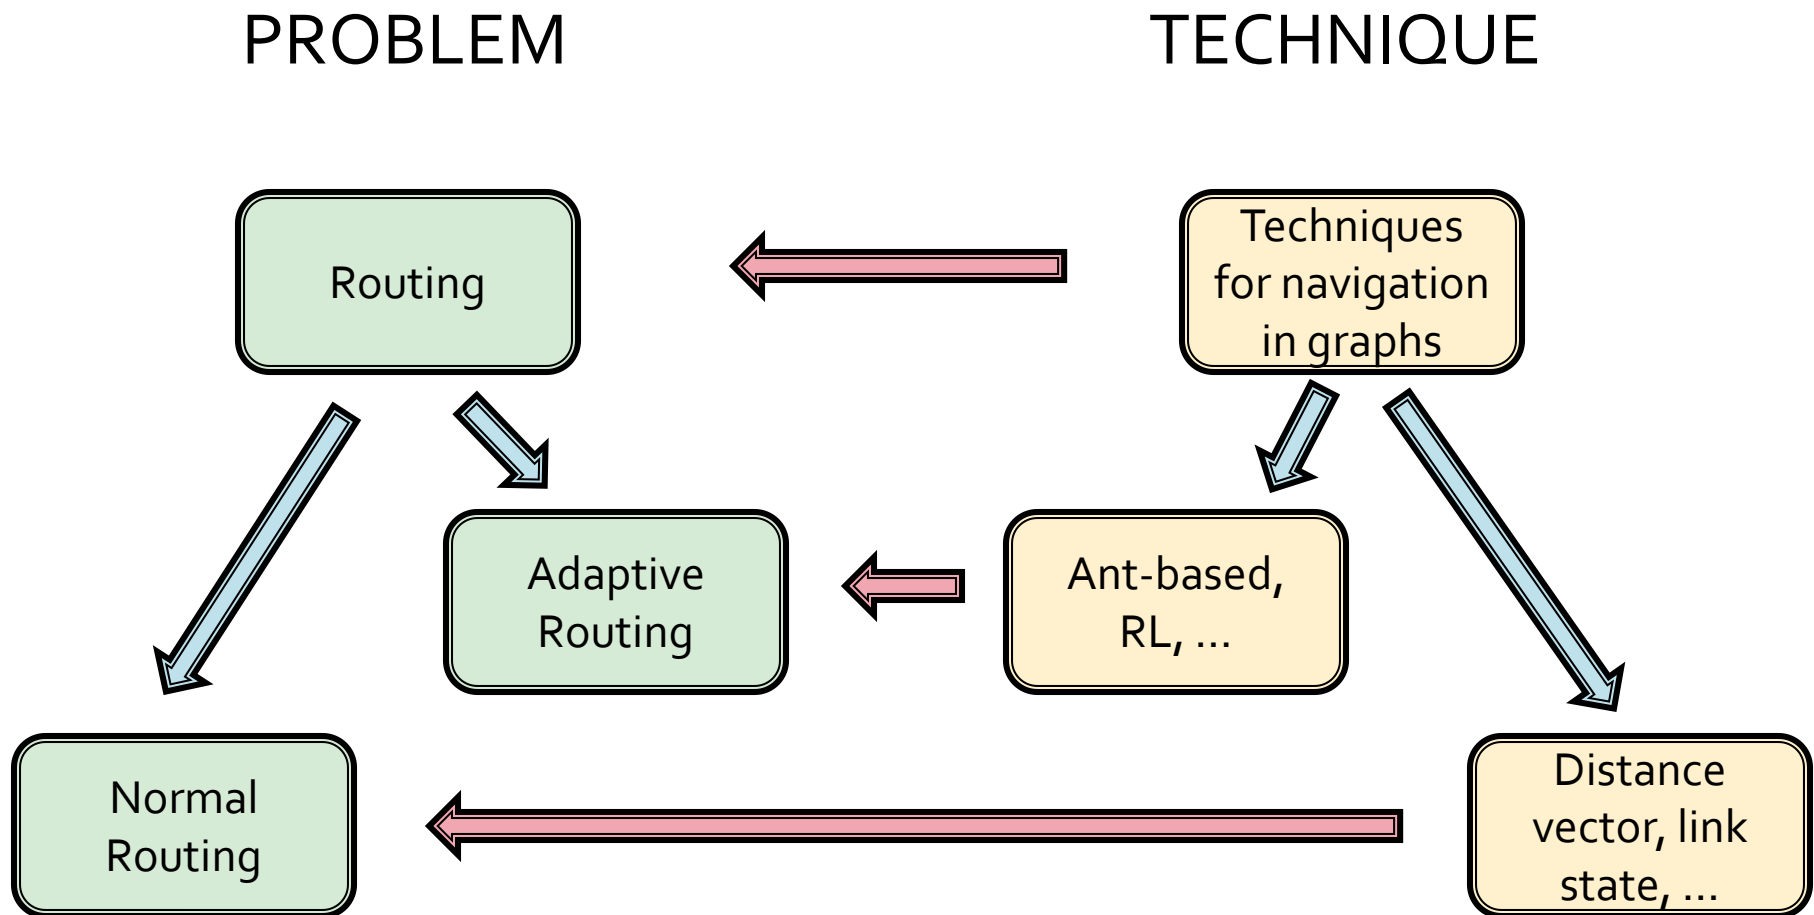 PROBLEM
TECHNIQUE
Routing
Techniques
for navigation
in graphs
Adaptive
Routing
Ant-based,
RL, ...
Normal
Routing
Distance
vector, link
state, ...